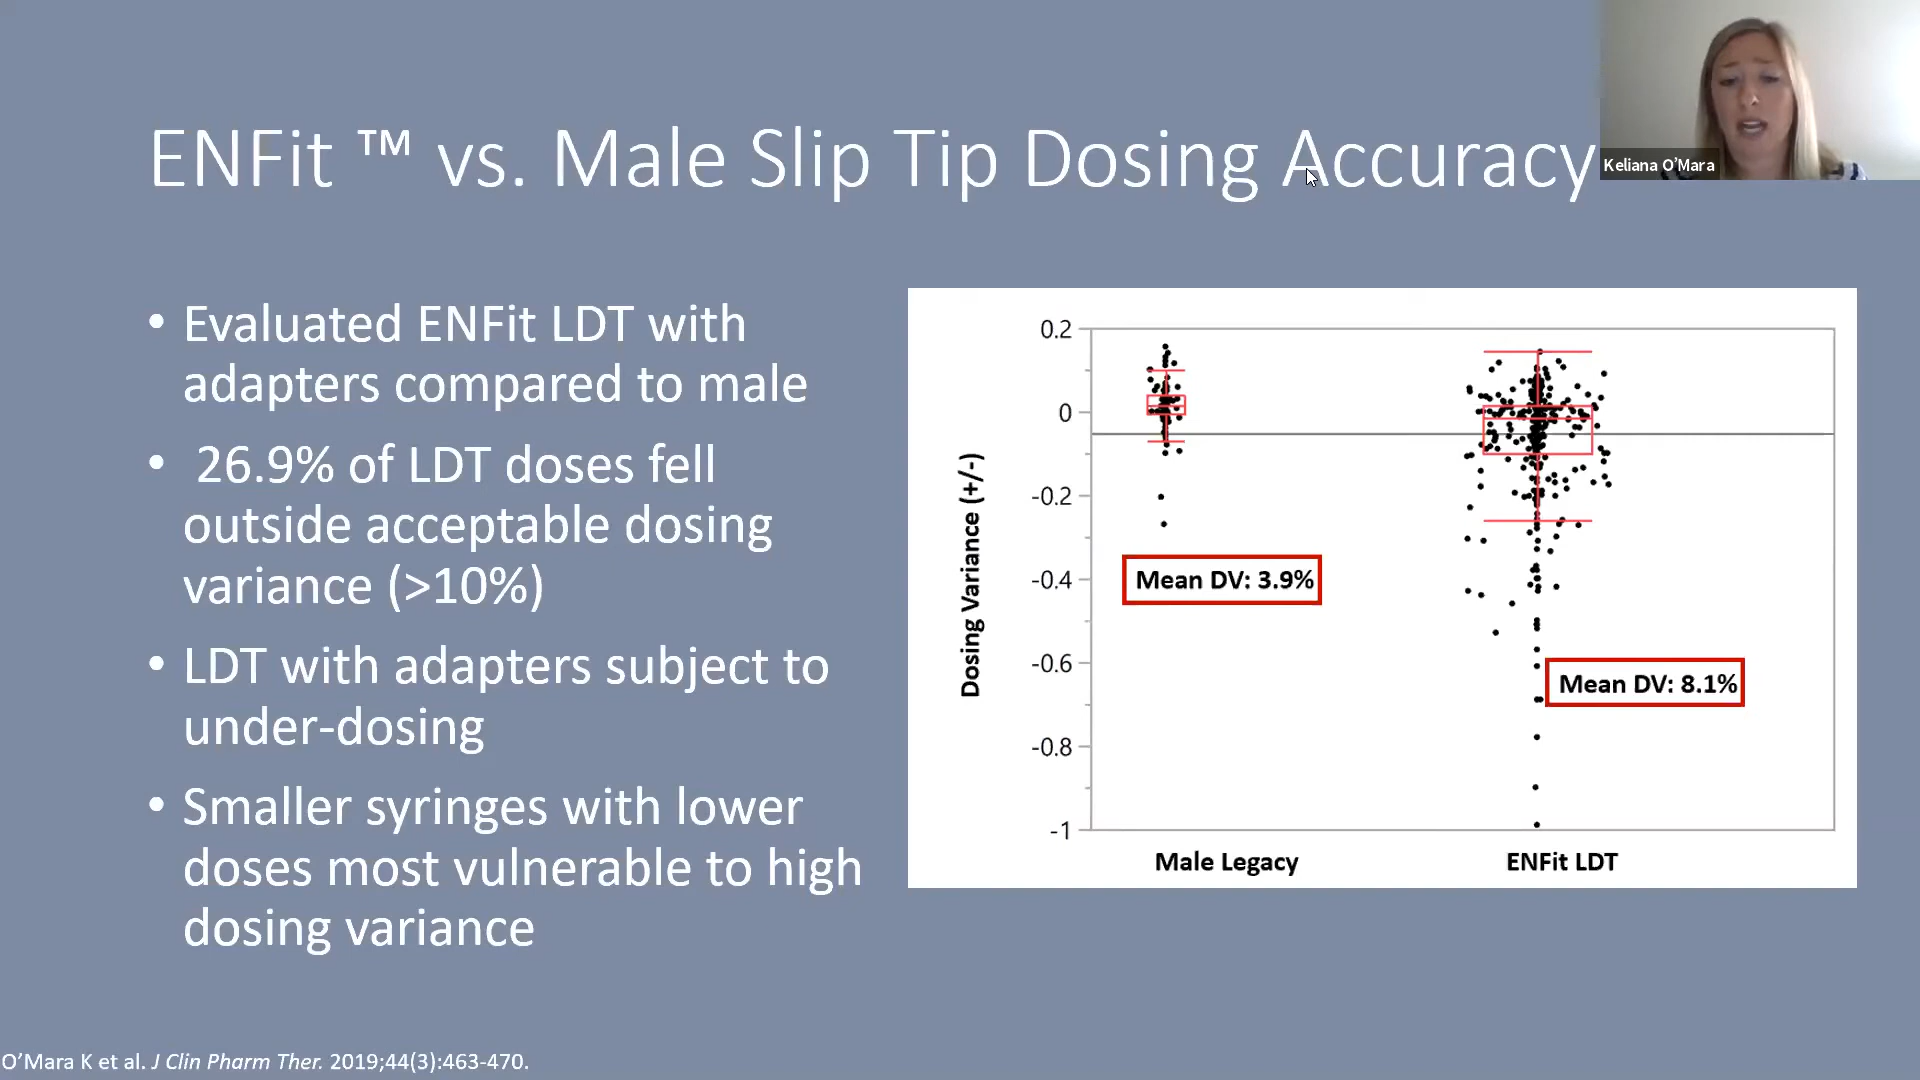 ENFit ™ vs. Male Slip Tip Dosing Accuracy
Keliana O’Mara
• Evaluated ENFit LDT with
adapters compared to male
• 26.9% of LDT doses fell
outside acceptable dosing
variance (>10%)
• LDT with adapters subject to
under-dosing
• Smaller syringes with lower
doses most vulnerable to high
dosing variance
Dosing Variance (+/-)
0.2
0
-0.2
-0.4
-0.6
-0.8
-1
Mean DV: 3.9%
Mean DV: 8.1%
Male Legacy
ENFit LDT
O’Mara K et al. J Clin Pharm Ther. 2019;44(3):463-470.